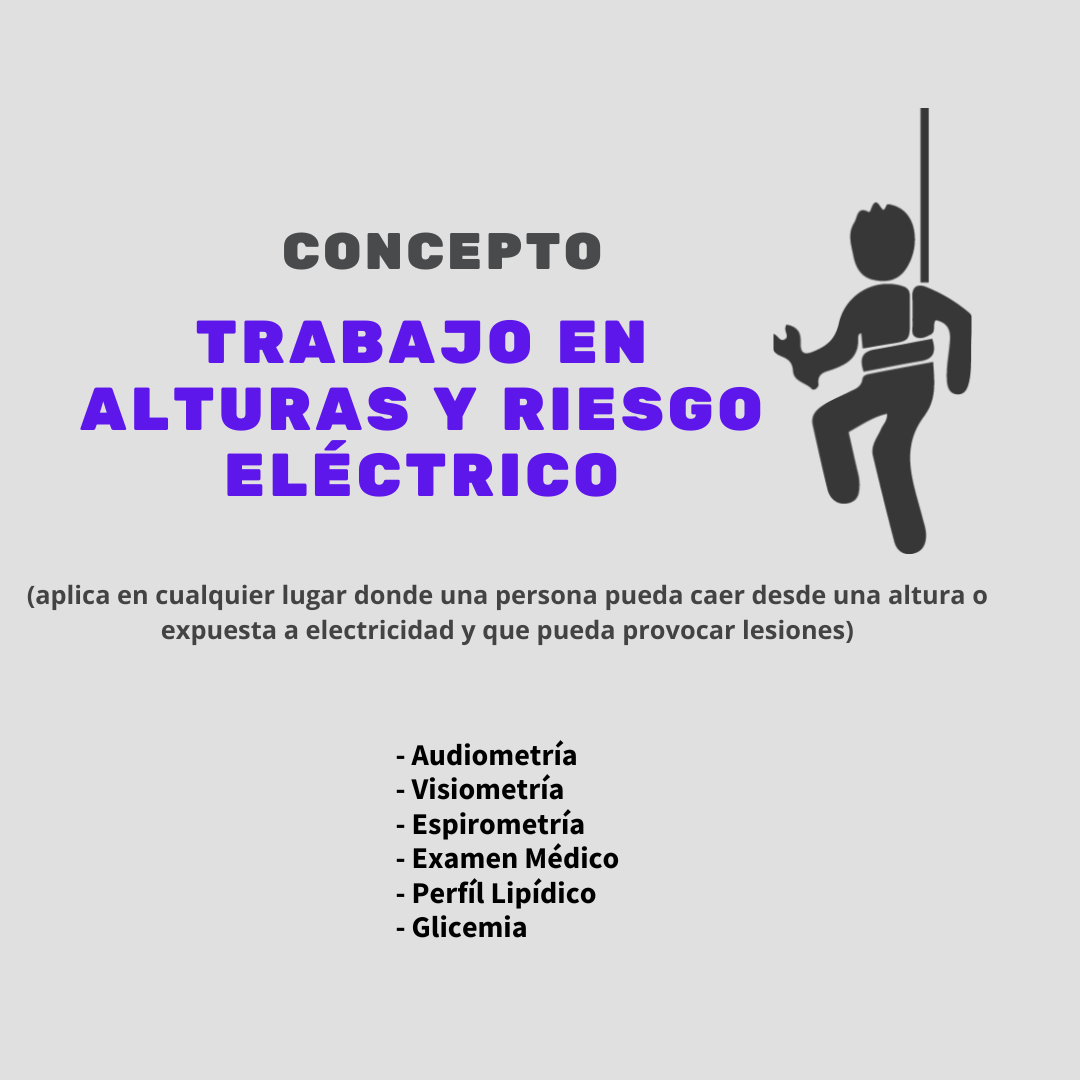 CONCEPTO
TRABAJO EN
ALTURAS Y RIESGO
ELÉCTRICO
(aplica en cualquier lugar donde una persona pueda caer desde una altura o
expuesta a electricidad y que pueda provocar lesiones)
- Audiometría
- Visiometría
- Espirometría
- Examen Médico
- Perfíl Lipídico
- Glicemia